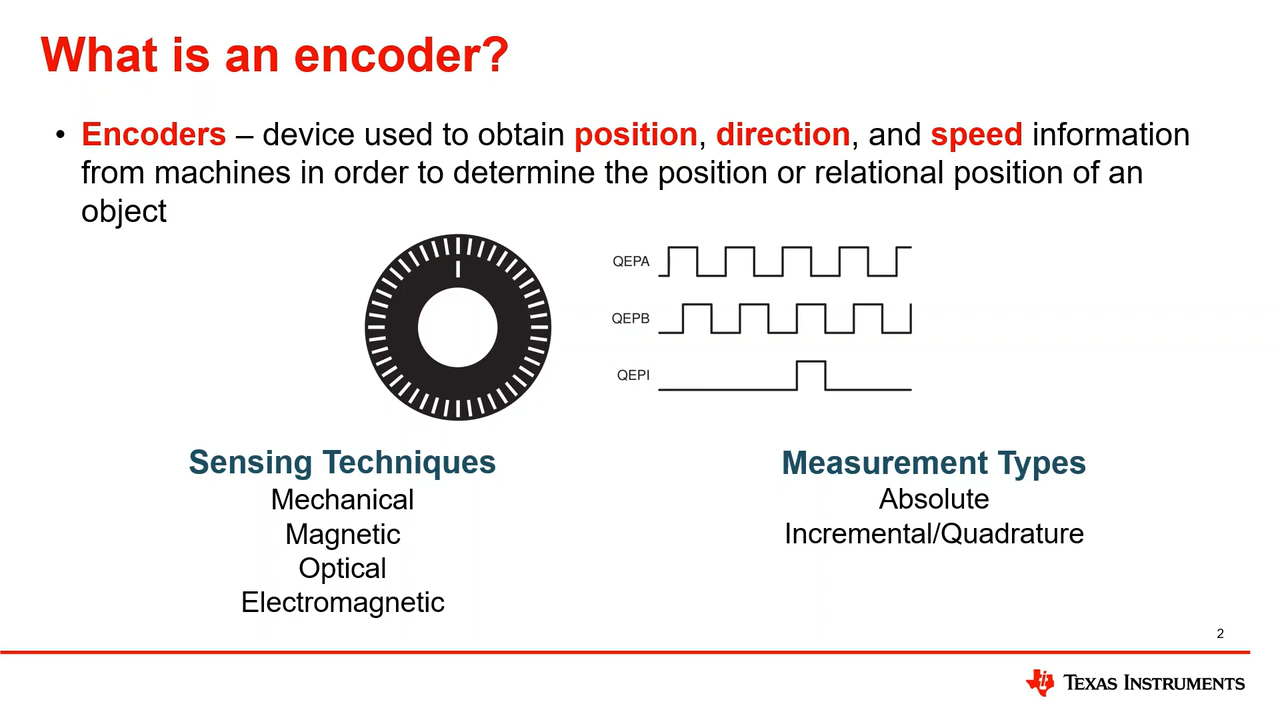 What is an encoder?
• Encoders – device used to obtain position, direction, and speed information
from machines in order to determine the position or relational position of an
object
QEPA
QEPB
QEPI
Sensing Techniques
Mechanical
Magnetic
Optical
Electromagnetic
Measurement Types
Absolute
Incremental/Quadrature
2
TEXAS INSTRUMENTS